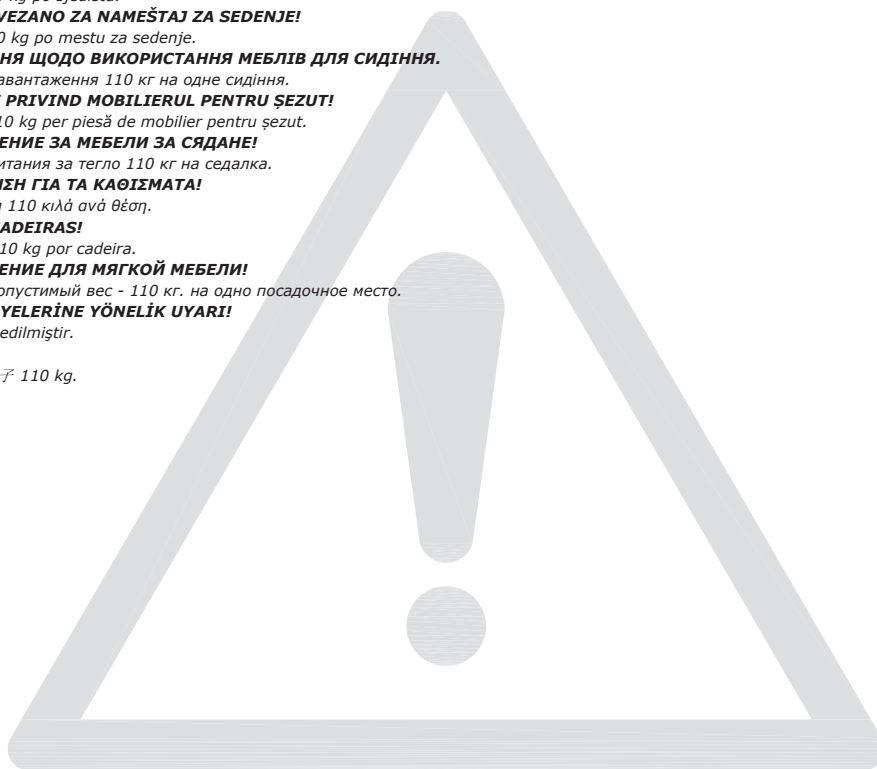 kg po sjedištu.
VEZANO ZA NAMEŠTAJ ZA SEDENJE!
0 kg po mestu za sedenje.
НЯ ЩОДО ВИКОРИСТАННЯ МЕБЛІВ ДЛЯ СИДІННЯ.
авантаження 110 кг на одне сидіння.
PRIVIND MOBILIERUL PENTRU ȘEZUT!
10 kg per piesă de mobilier pentru șezut.
ЕНИЕ ЗА МЕБЕЛИ ЗА СЯДАНЕ!
итания за тегло 110 кг на седалка.
ΣΗ ΓΙΑ ΤΑ ΚΑΘΙΣΜΑΤΑ!
110 κιλά ανά θέση.
ADEIRAS!
10 kg por cadeira.
ЕНИЕ ДЛЯ МЯГКОЙ МЕБЕЛИ!
опустимый вес - 110 кг. на одно посадочное место.
YELERİNE YÖNELİK UYARI!
edilmiştir.
子 110 kg.